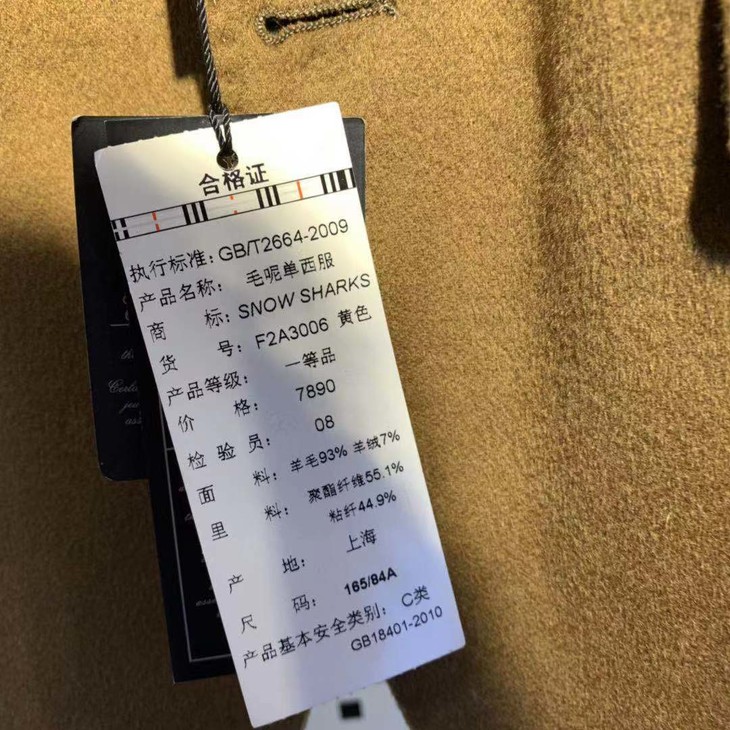 合格证
执行标准: GB/T2664-2009
产品名称: 毛呢单西服
商 标: SNOW SHARKS
货 号: F2A3006 黄色
产品等级: 一等品
价 格: 7890
检 验 员: 08
面 料: 羊毛93% 羊绒7%
里 料: 聚酯纤维55.1%
粘纤44.9%
产 地: 上海
尺 码: 165/84A
产品基本安全类别: C类
GB18401-2010